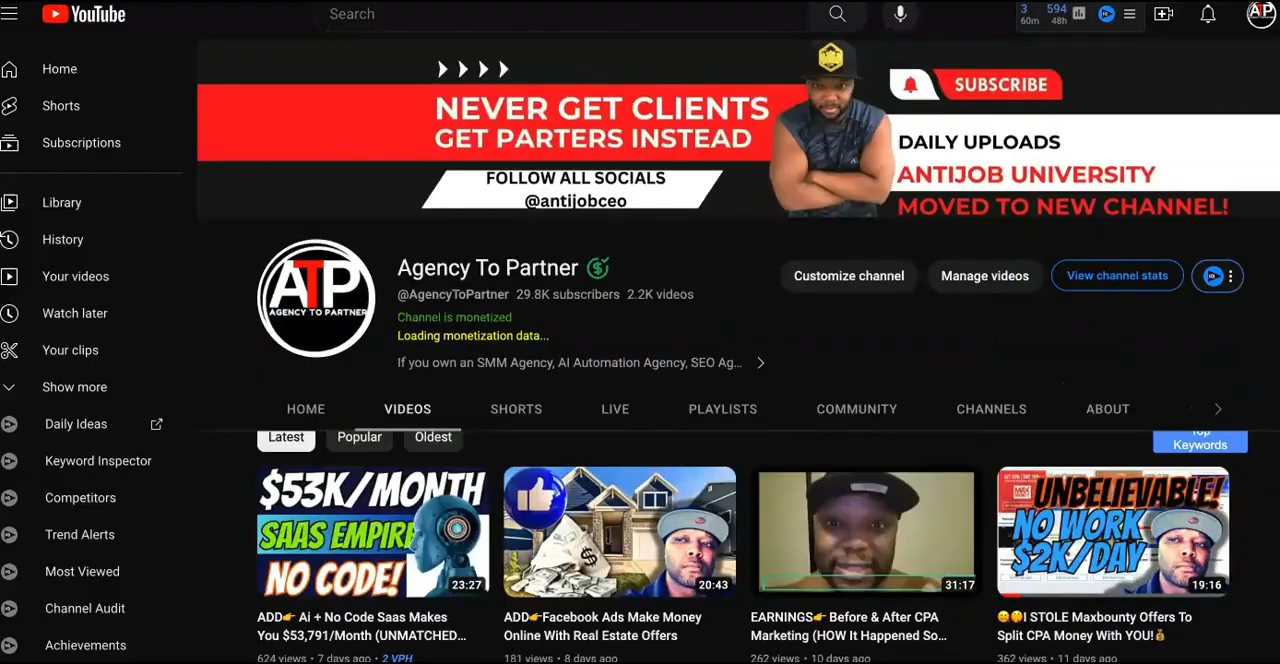 YouTube
Search
3
60m
594
48h
ATP
Home
Shorts
Subscriptions
Library
History
Your videos
Watch later
Your clips
Show more
Daily Ideas
Keyword Inspector
Competitors
Trend Alerts
Most Viewed
Channel Audit
Achievements
NEVER GET CLIENTS
GET PARTERS INSTEAD
FOLLOW ALL SOCIALS
@antijobceo
SUBSCRIBE
DAILY UPLOADS
ANTIJOB UNIVERSITY
MOVED TO NEW CHANNEL!
ATP
AGENCY TO PARTNER
Agency To Partner
@AgencyToPartner 29.8K subscribers 2.2K videos
Channel is monetized
Loading monetization data...
If you own an SMM Agency, AI Automation Agency, SEO Ag...
Customize channel
Manage videos
View channel stats
HOME VIDEOS SHORTS LIVE PLAYLISTS COMMUNITY CHANNELS ABOUT
Latest Popular Oldest
Top
Keywords
$53K/MONTH
SAAS EMPIRE
NO CODE!
23:27
ADD👉 Ai + No Code Saas Makes
You $53,791/Month (UNMATCHED...
624 views • 7 days ago • 2 VPH
20:43
ADD👉Facebook Ads Make Money
Online With Real Estate Offers
181 views • 8 days ago
31:17
EARNINGS👉 Before & After CPA
Marketing (HOW It Happened So...
262 views • 10 days ago
UNBELIEVABLE!
NO WORK
$2K/DAY
19:16
😀🤫I STOLE Maxbounty Offers To
Split CPA Money With YOU!💰
362 views • 11 days ago